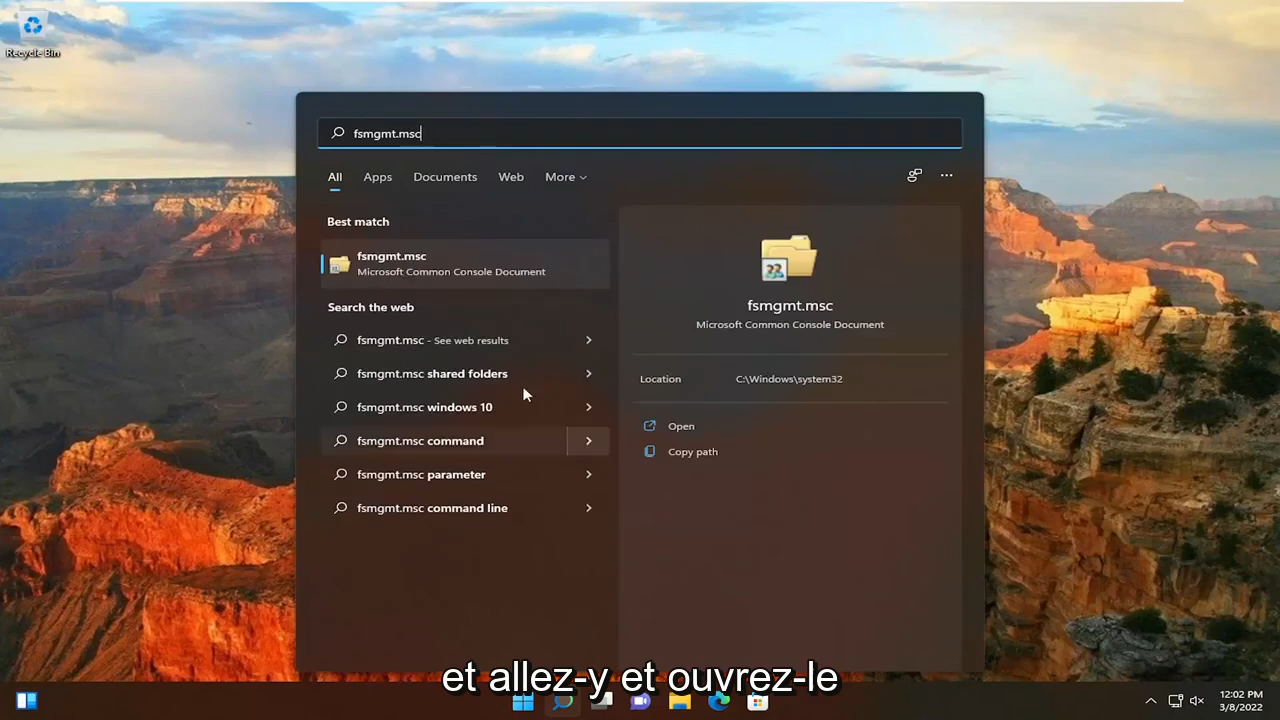 Recycle Bin
fsmgmt.msc
All
Apps
Documents
Web
More
Best match
fsmgmt.msc
Microsoft Common Console Document
Search the web
fsmgmt.msc - See web results
fsmgmt.msc shared folders
fsmgmt.msc windows 10
fsmgmt.msc command
fsmgmt.msc parameter
fsmgmt.msc command line
fsmgmt.msc
Microsoft Common Console Document
Location C:\Windows\system32
Open
Copy path
et allez-y et ouvrez-le
12:02 PM
3/8/2022